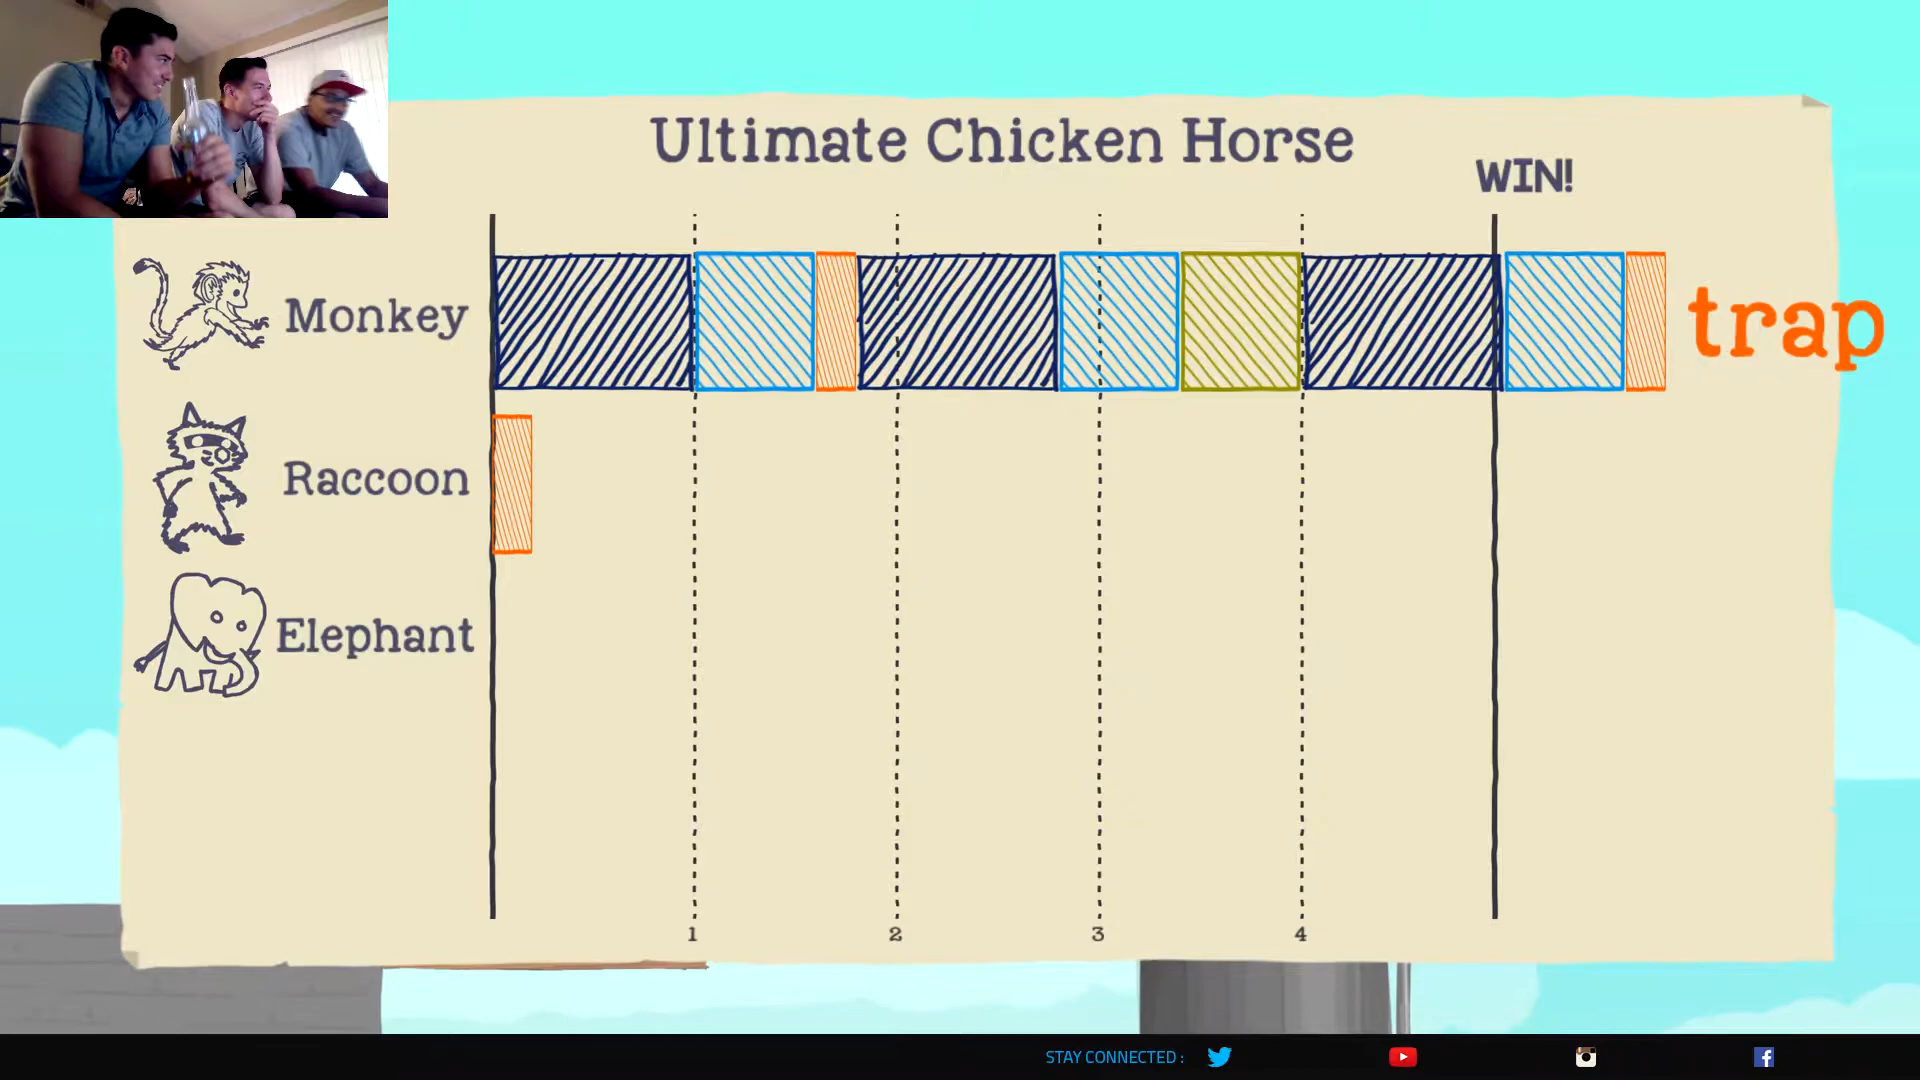 Ultimate Chicken Horse
WIN!
Monkey
trap
Raccoon
Elephant
1 2 3 4
STAY CONNECTED :